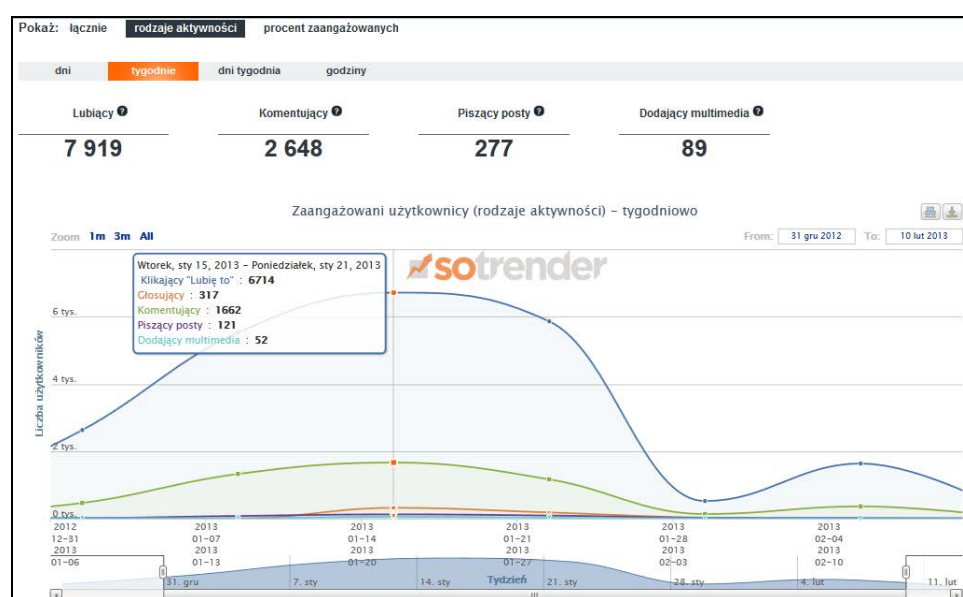 Pokaż: łącznie rodzaje aktywności procent zaangażowanych
dni tygodnie dni tygodnia godziny
Lubiący ? Komentujący ? Piszący posty ? Dodający multimedia ?
7 919 2 648 277 89
Zaangażowani użytkownicy (rodzaje aktywności) – tygodniowo
Zoom 1m 3m All From: 31 gru 2012 To: 10 lut 2013
sotrender
Wtorek, sty 15, 2013 – Poniedziałek, sty 21, 2013
Klikający "Lubię to" : 6714
Głosujący : 317
Komentujący : 1662
Piszący posty : 121
Dodający multimedia : 52
Liczba użytkowników
6 tys.
4 tys.
2 tys.
0 tys.
2012 2013 2013 2013 2013 2013
12-31 01-07 01-14 01-21 01-28 02-04
2013 2013 2013 2013 2013 2013
01-06 01-13 01-20 01-27 02-03 02-10
Tydzień
31. gru 7. sty 14. sty 21. sty 28. sty 4. lut 11. lut